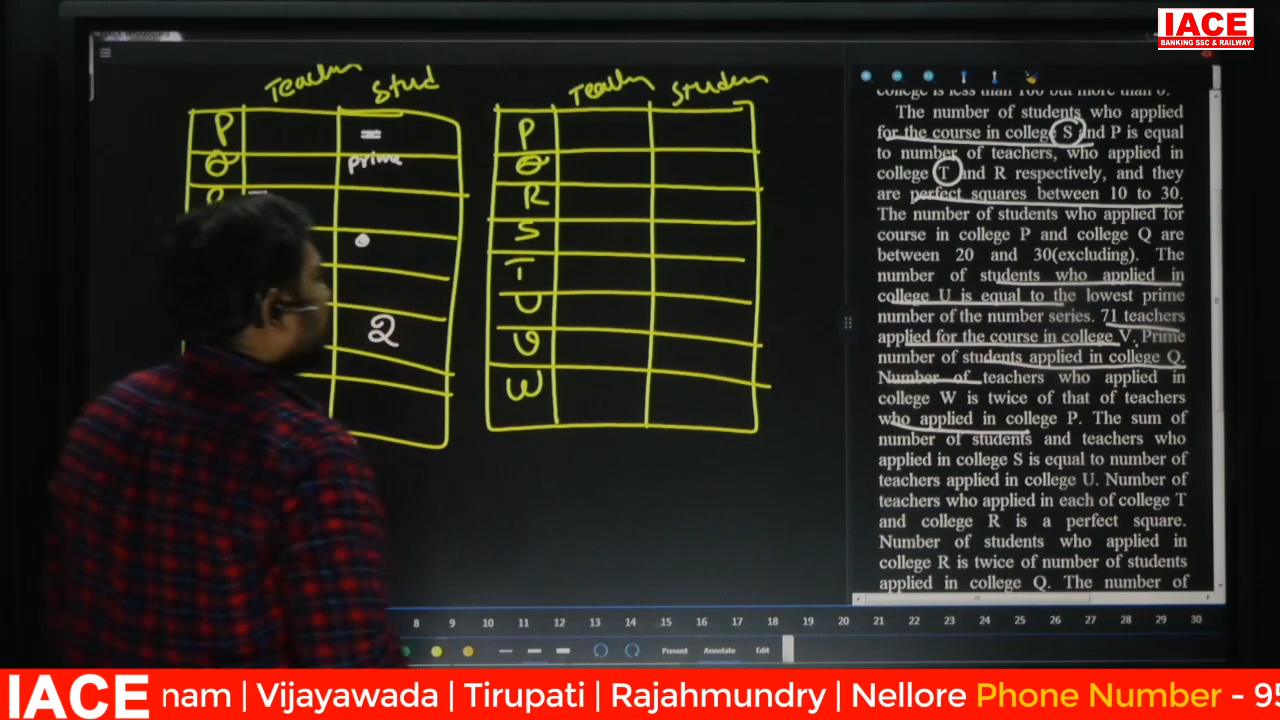 IACE
BANKING SSC & RAILWAY
Teacher Stud
P =
Q prime
2
Teacher Student
P
Q
R
S
T
U
V
W
college is less than 100 but more than 0.
The number of students who applied
for the course in college S and P is equal
to number of teachers, who applied in
college T and R respectively, and they
are perfect squares between 10 to 30.
The number of students who applied for
course in college P and college Q are
between 20 and 30(excluding). The
number of students who applied in
college U is equal to the lowest prime
number of the number series. 71 teachers
applied for the course in college V. Prime
number of students applied in college Q.
Number of teachers who applied in
college W is twice of that of teachers
who applied in college P. The sum of
number of students and teachers who
applied in college S is equal to number of
teachers applied in college U. Number of
teachers who applied in each of college T
and college R is a perfect square.
Number of students who applied in
college R is twice of number of students
applied in college Q. The number of
8 9 10 11 12 13 14 15 16 17 18 19 20 21 22 23 24 25 26 27 28 29 30
Present Annotate Edit
IACE nam | Vijayawada | Tirupati | Rajahmundry | Nellore Phone Number - 95